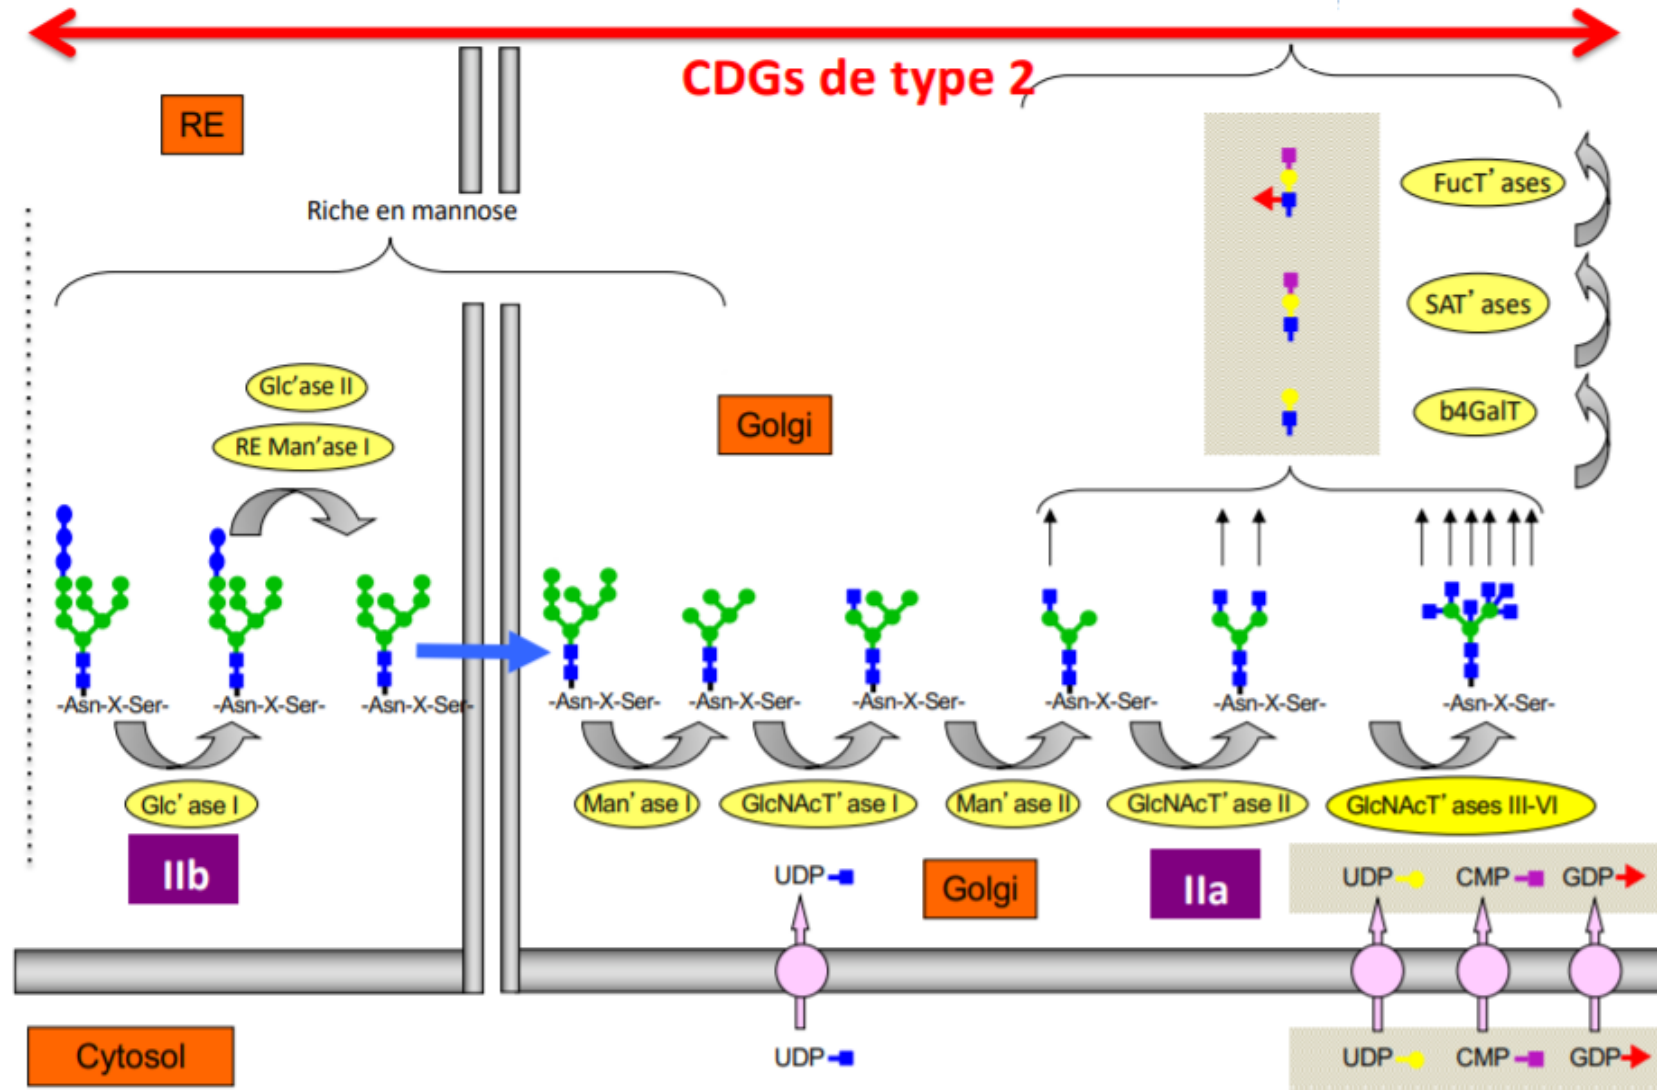 CDGs de type 2
RE
Riche en mannose
FucT’ ases
SAT’ ases
b4GalT
Glc’ase II
RE Man’ase I
Golgi
-Asn-X-Ser-
-Asn-X-Ser-
-Asn-X-Ser-
-Asn-X-Ser-
-Asn-X-Ser-
-Asn-X-Ser-
-Asn-X-Ser-
-Asn-X-Ser-
-Asn-X-Ser-
Glc’ ase I
Man’ ase I
GlcNAcT’ ase I
Man’ ase II
GlcNAcT’ ase II
GlcNAcT’ ases III-VI
IIb
UDP
Golgi
IIa
UDP
CMP
GDP
Cytosol
UDP
UDP
CMP
GDP